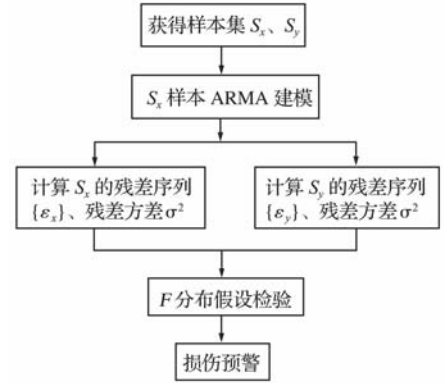 获得样本集 Sx、Sy
Sx 样本 ARMA 建模
计算 Sx 的残差序列
{εx}、残差方差σ²
计算 Sy 的残差序列
{εy}、残差方差σ²
F 分布假设检验
损伤预警